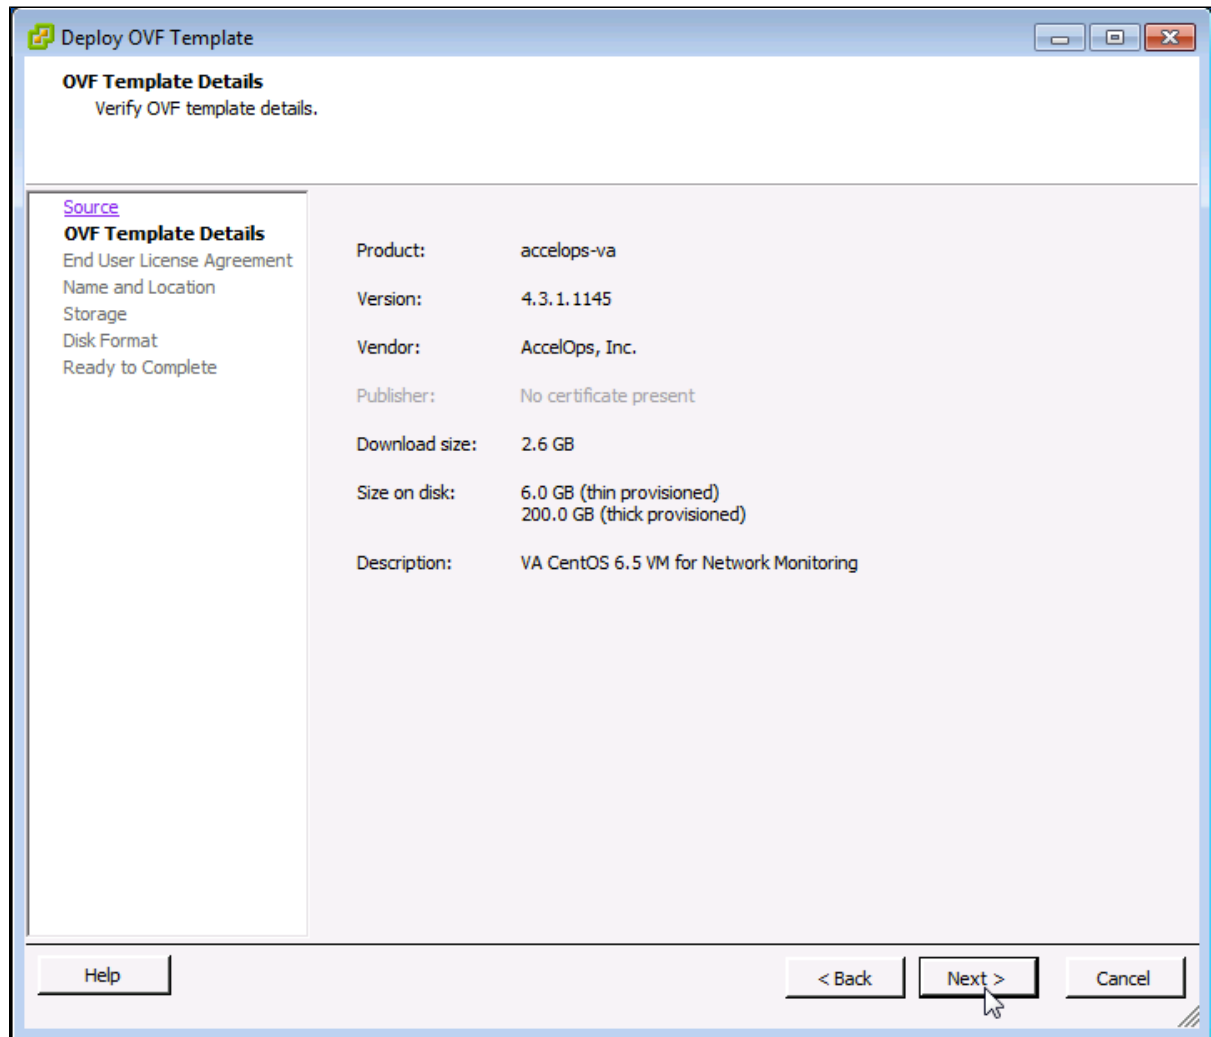 Deploy OVF Template
OVF Template Details
Verify OVF template details.
Source
OVF Template Details
End User License Agreement
Name and Location
Storage
Disk Format
Ready to Complete
Product: accelops-va
Version: 4.3.1.1145
Vendor: AccelOps, Inc.
Publisher: No certificate present
Download size: 2.6 GB
Size on disk: 6.0 GB (thin provisioned)
200.0 GB (thick provisioned)
Description: VA CentOS 6.5 VM for Network Monitoring
Help < Back Next > Cancel